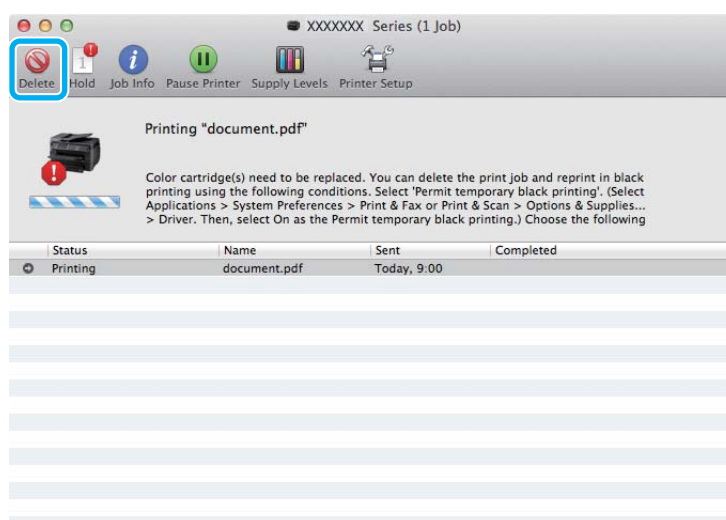 XXXXXXX Series (1 Job)
Delete Hold Job Info Pause Printer Supply Levels Printer Setup
Printing “document.pdf”
Color cartridge(s) need to be replaced. You can delete the print job and reprint in black
printing using the following conditions. Select 'Permit temporary black printing'. (Select
Applications > System Preferences > Print & Fax or Print & Scan > Options & Supplies...
> Driver. Then, select On as the Permit temporary black printing.) Choose the following
Status Name Sent Completed
Printing document.pdf Today, 9:00